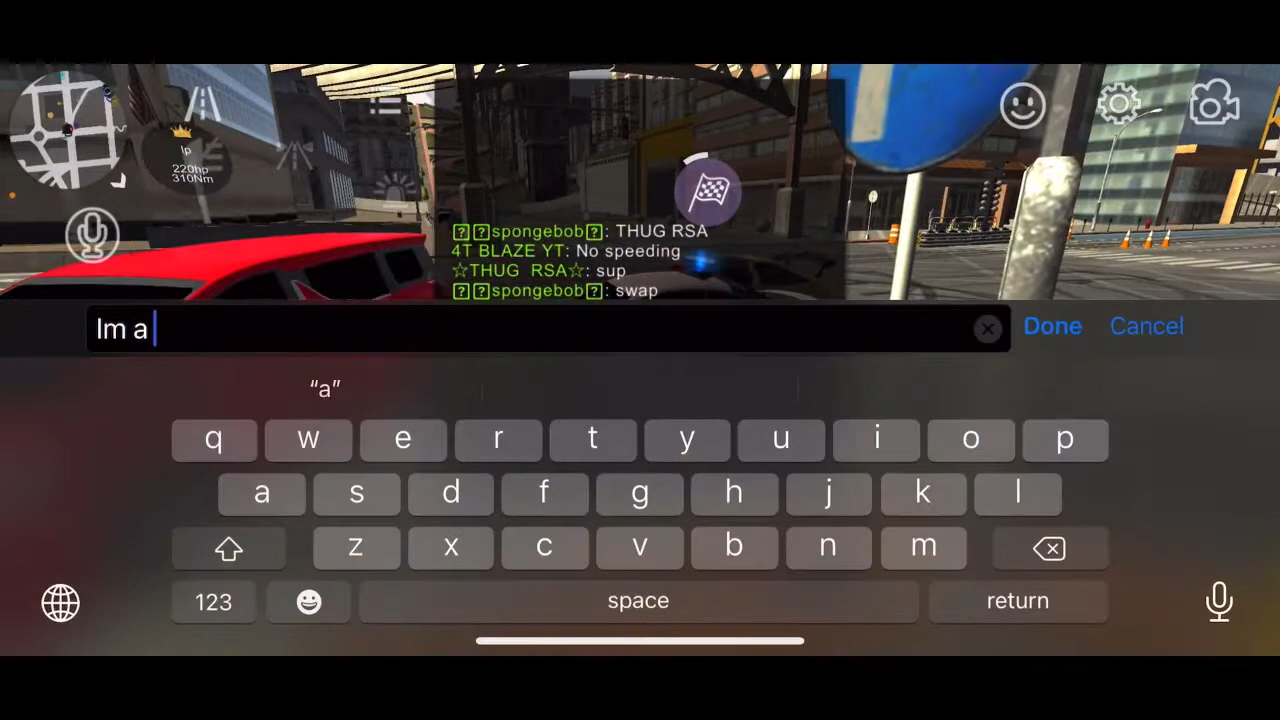 lp
220hp
310Nm
spongebob: THUG RSA
4T BLAZE YT: No speeding
☆THUG RSA☆: sup
spongebob: swap
Im a
Done
Cancel
“a”
q w e r t y u i o p
a s d f g h j k l
z x c v b n m
123
space
return